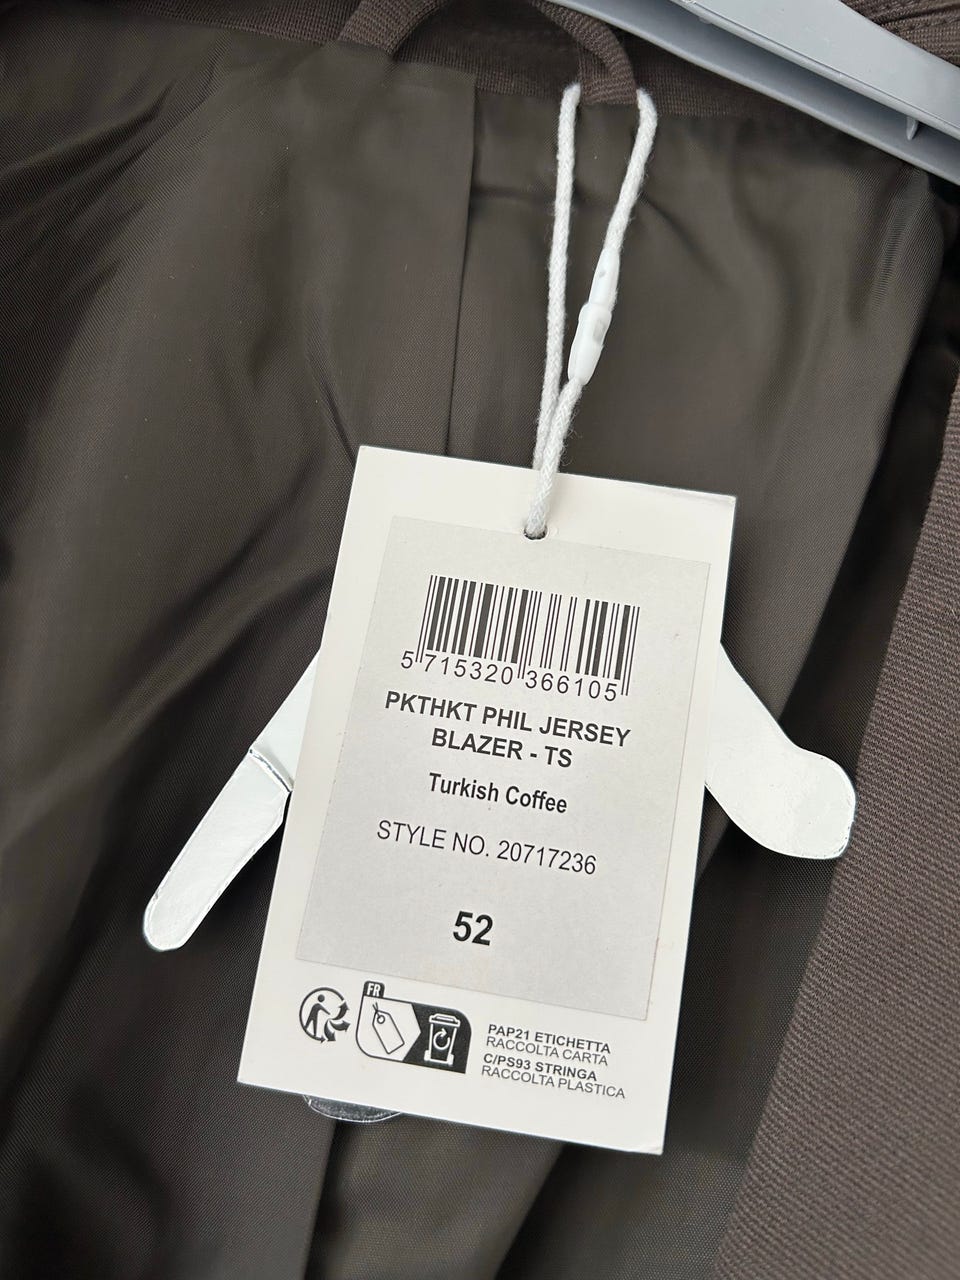 5 715320 366105
PKTHKT PHIL JERSEY
BLAZER - TS
Turkish Coffee
STYLE NO. 20717236
52
FR
PAP21 ETICHETTA
RACCOLTA CARTA
C/PS93 STRINGA
RACCOLTA PLASTICA